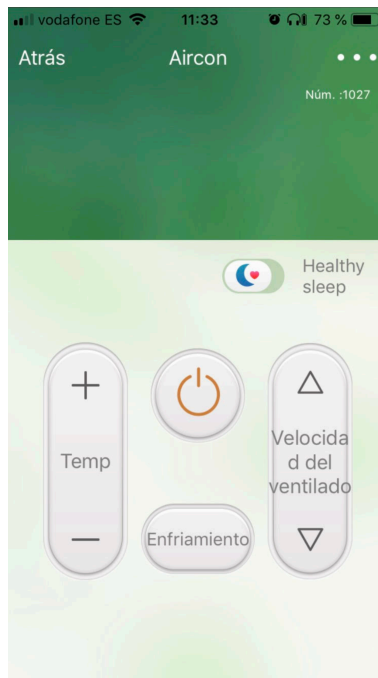 vodafone ES 11:33 73 %
Atrás Aircon
Núm. :1027
Healthy
sleep
Temp
Velocida
d del
ventilado
Enfriamiento